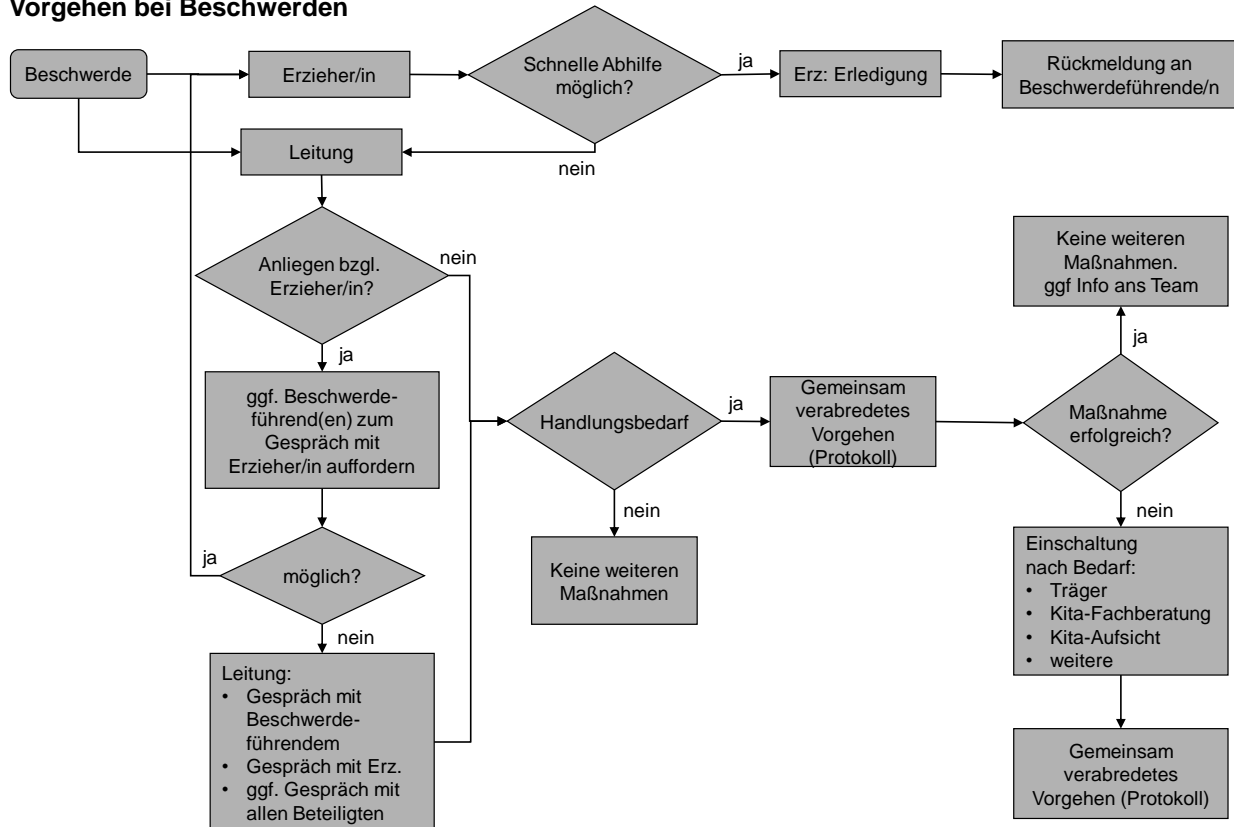 Vorgehen bei Beschwerden
Beschwerde
Erzieher/in
Schnelle Abhilfe
möglich?
ja
Erz: Erledigung
Rückmeldung an
Beschwerdeführende/n
nein
Leitung
Anliegen bzgl.
Erzieher/in?
nein
ja
ggf. Beschwerde-
führend(en) zum
Gespräch mit
Erzieher/in auffordern
möglich?
ja
nein
Leitung:
• Gespräch mit
Beschwerde-
führendem
• Gespräch mit Erz.
• ggf. Gespräch mit
allen Beteiligten
Handlungsbedarf
ja
nein
Keine weiteren
Maßnahmen
Gemeinsam
verabredetes
Vorgehen
(Protokoll)
Maßnahme
erfolgreich?
ja
Keine weiteren
Maßnahmen.
ggf Info ans Team
nein
Einschaltung
nach Bedarf:
• Träger
• Kita-Fachberatung
• Kita-Aufsicht
• weitere
Gemeinsam
verabredetes
Vorgehen (Protokoll)